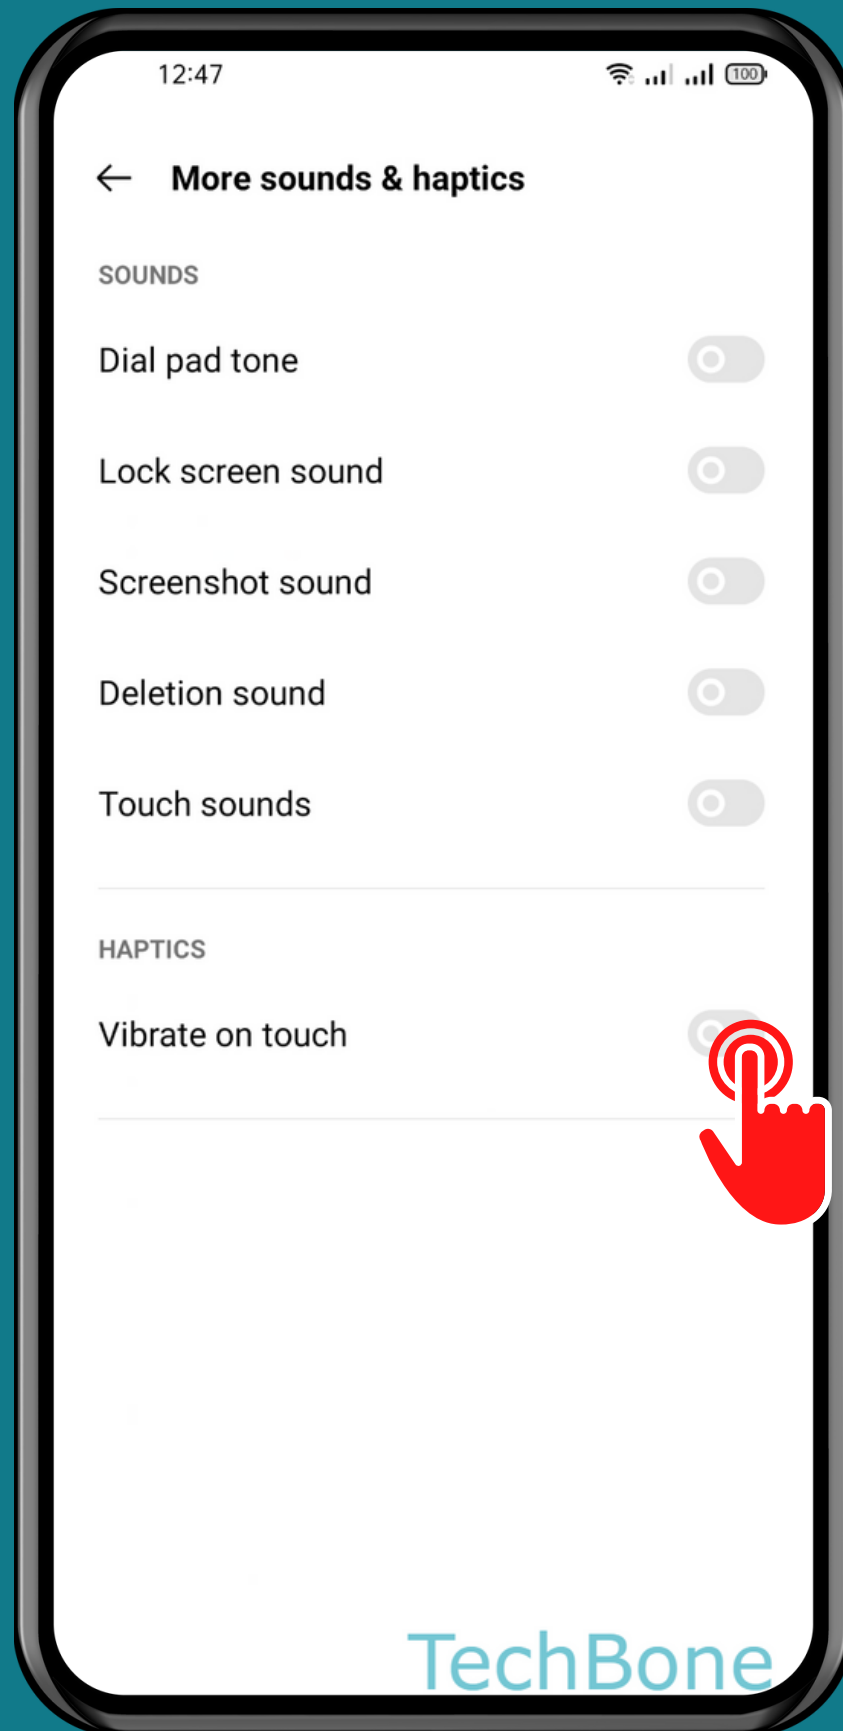 12:47
100
More sounds & haptics
SOUNDS
Dial pad tone
Lock screen sound
Screenshot sound
Deletion sound
Touch sounds
HAPTICS
Vibrate on touch
TechBone